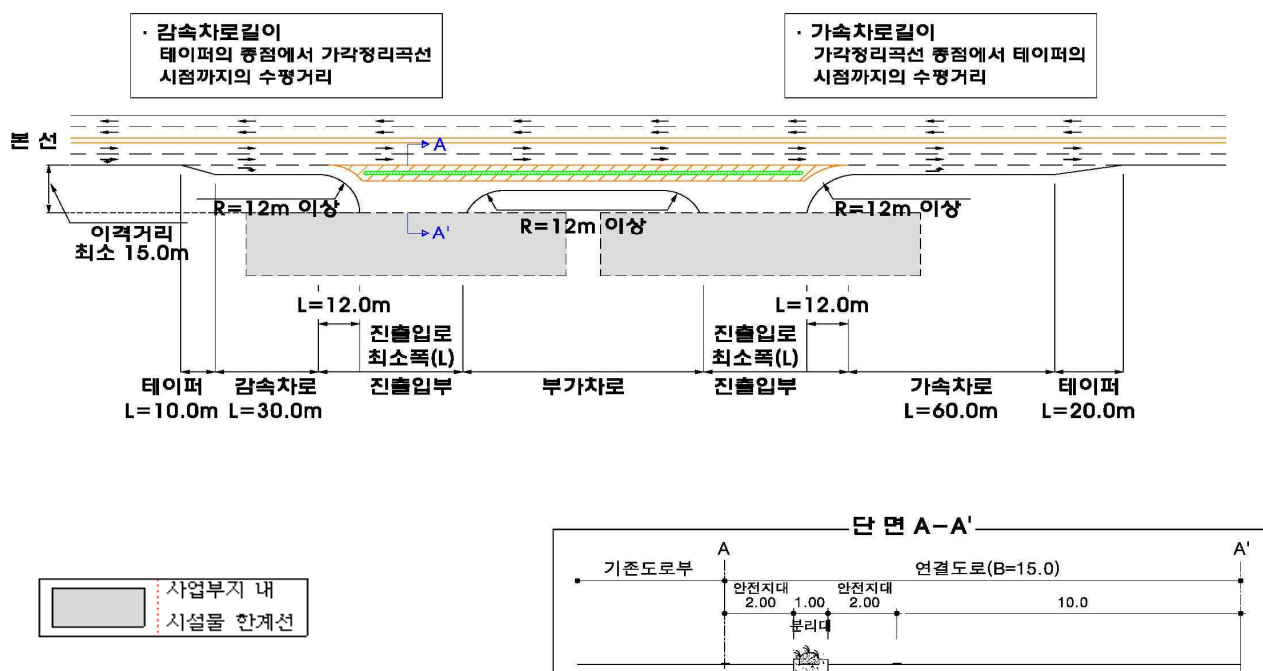 · 감속차로길이
테이퍼의 종점에서 가각정리곡선
시점까지의 수평거리
· 가속차로길이
가각정리곡선 종점에서 테이퍼의
시점까지의 수평거리
본 선
A
R=12m 이상
R=12m 이상
R=12m 이상
이격거리
최소 15.0m
A'
L=12.0m
L=12.0m
진출입로
최소폭(L)
진출입로
최소폭(L)
테이퍼
L=10.0m
감속차로
L=30.0m
진출입부
부가차로
진출입부
가속차로
L=60.0m
테이퍼
L=20.0m
단 면 A-A'
A
A'
기존도로부
연결도로(B=15.0)
안전지대
안전지대
2.00
1.00
2.00
10.0
분리대
사업부지 내
시설물 한계선